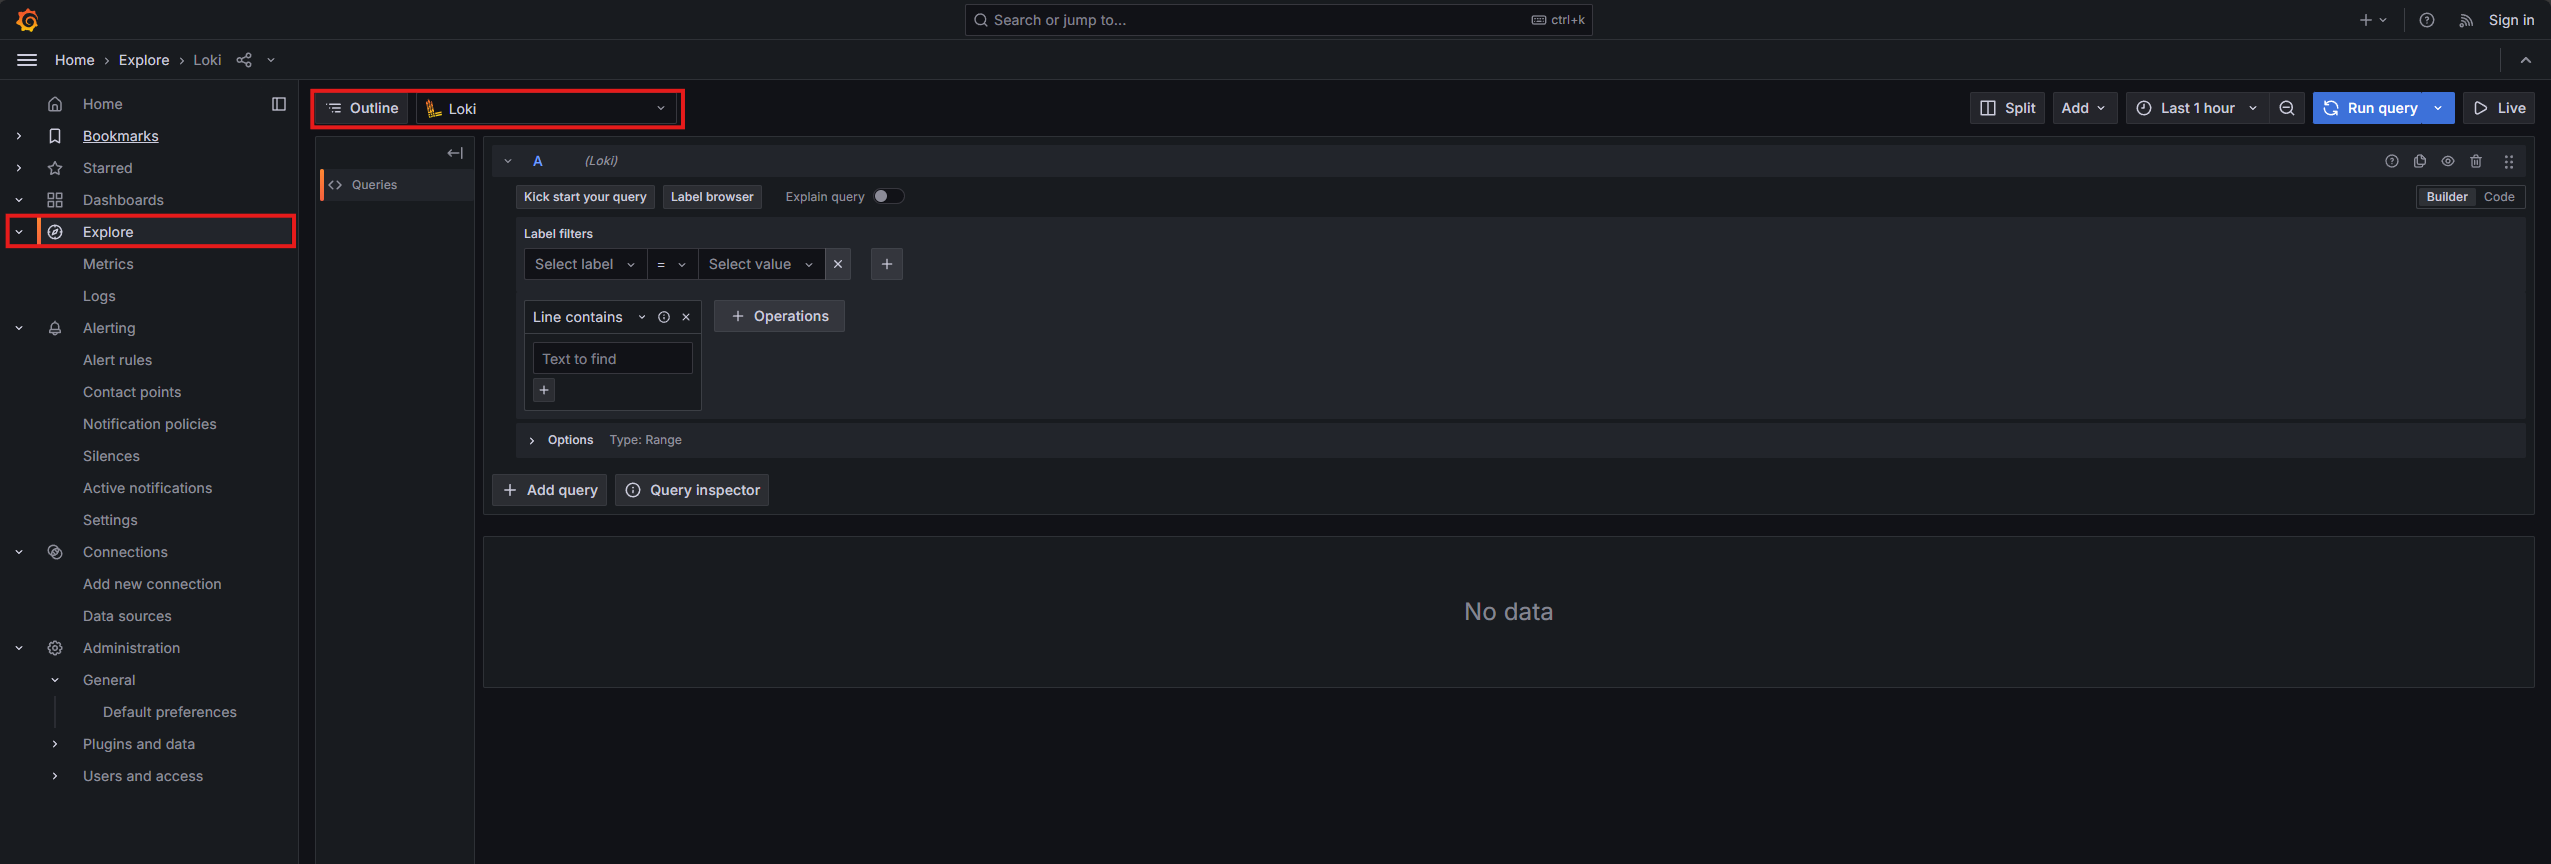 Search or jump to... ctrl+k Sign in
Home › Explore › Loki
Home
Bookmarks
Starred
Dashboards
Explore
Metrics
Logs
Alerting
Alert rules
Contact points
Notification policies
Silences
Active notifications
Settings
Connections
Add new connection
Data sources
Administration
General
Default preferences
Plugins and data
Users and access
Outline Loki Split Add Last 1 hour Run query Live
Queries
A (Loki)
Kick start your query Label browser Explain query Builder Code
Label filters
Select label = Select value
Line contains + Operations
Text to find
+
Options Type: Range
+ Add query Query inspector
No data